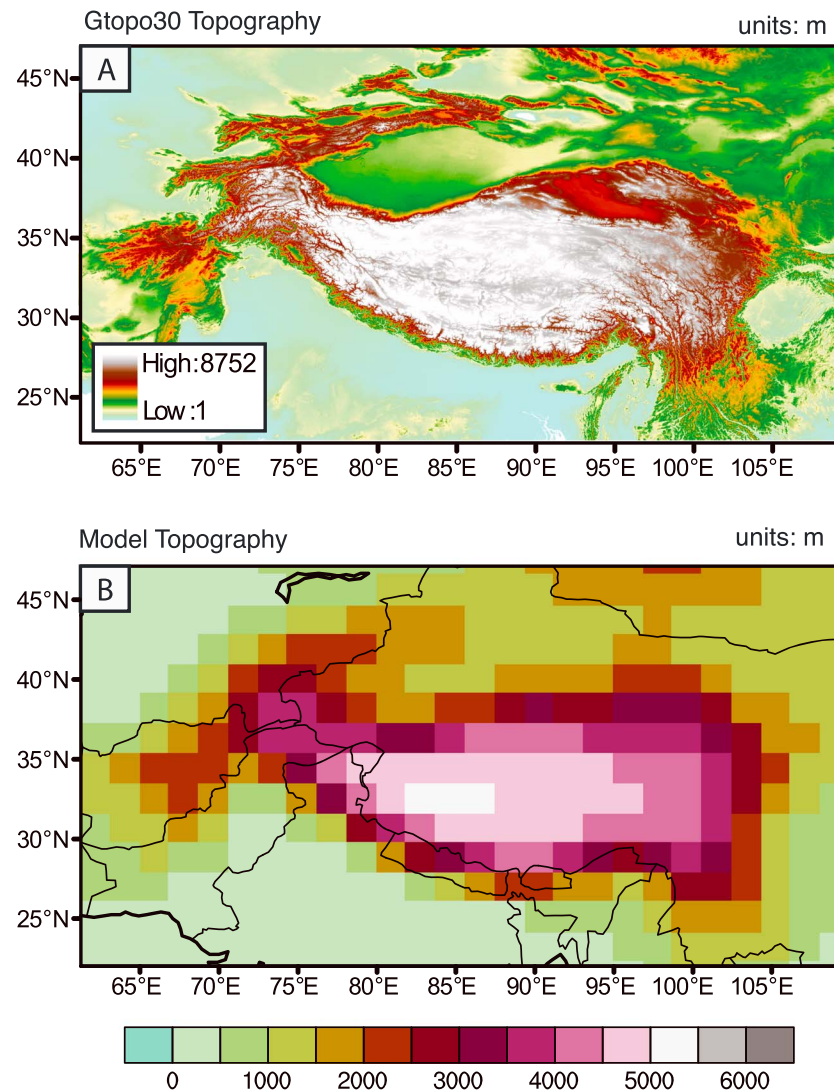 Gtopo30 Topography
units: m
A
45°N
40°N
35°N
30°N
25°N
High:8752
Low :1
65°E 70°E 75°E 80°E 85°E 90°E 95°E 100°E 105°E
Model Topography
units: m
B
45°N
40°N
35°N
30°N
25°N
65°E 70°E 75°E 80°E 85°E 90°E 95°E 100°E 105°E
0 1000 2000 3000 4000 5000 6000